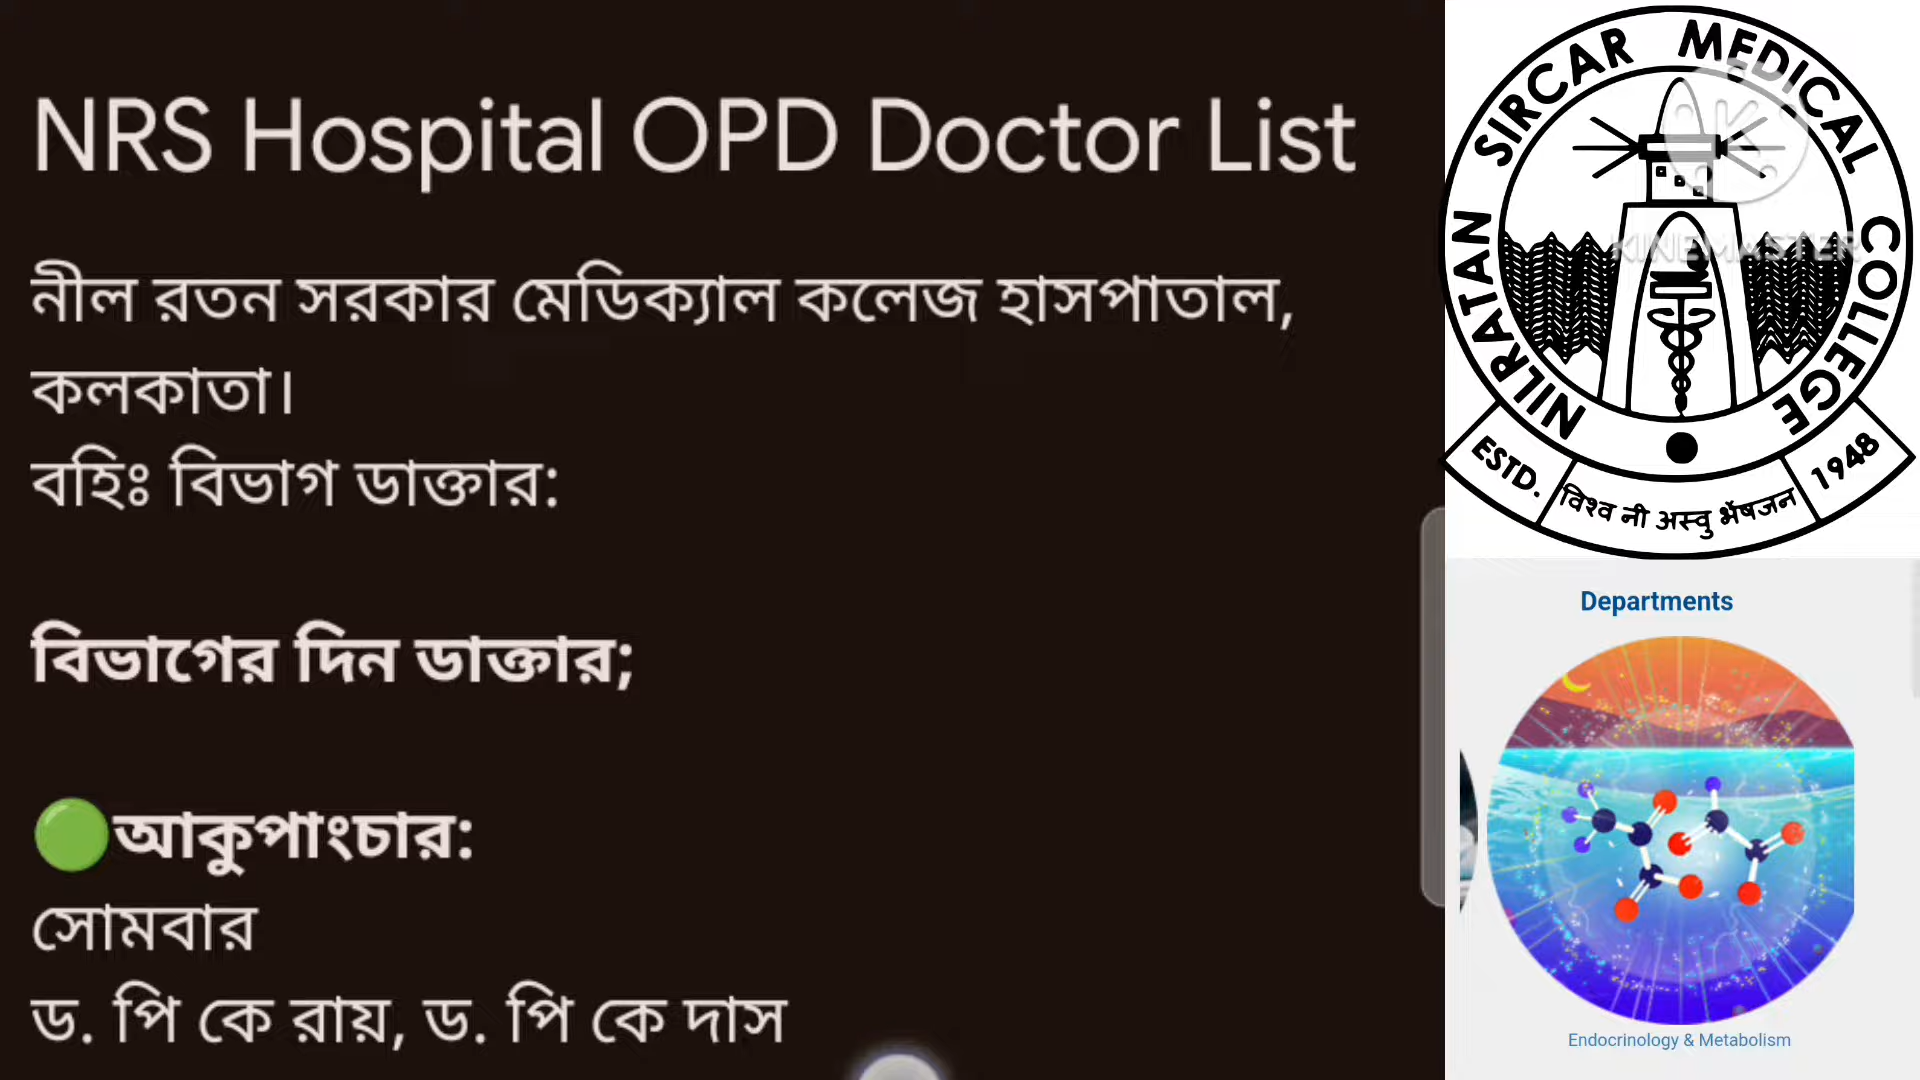 NRS Hospital OPD Doctor List
নীল রতন সরকার মেডিক্যাল কলেজ হাসপাতাল,
কলকাতা।
বহিঃ বিভাগ ডাক্তার:
বিভাগের দিন ডাক্তার;
আকুপাংচার:
সোমবার
ড. পি কে রায়, ড. পি কে দাস
NILRATAN SIRCAR MEDICAL COLLEGE
KINEMASTER
ESTD. 1948
विश्व नी अस्वु र्भेषजन
Departments
Endocrinology & Metabolism